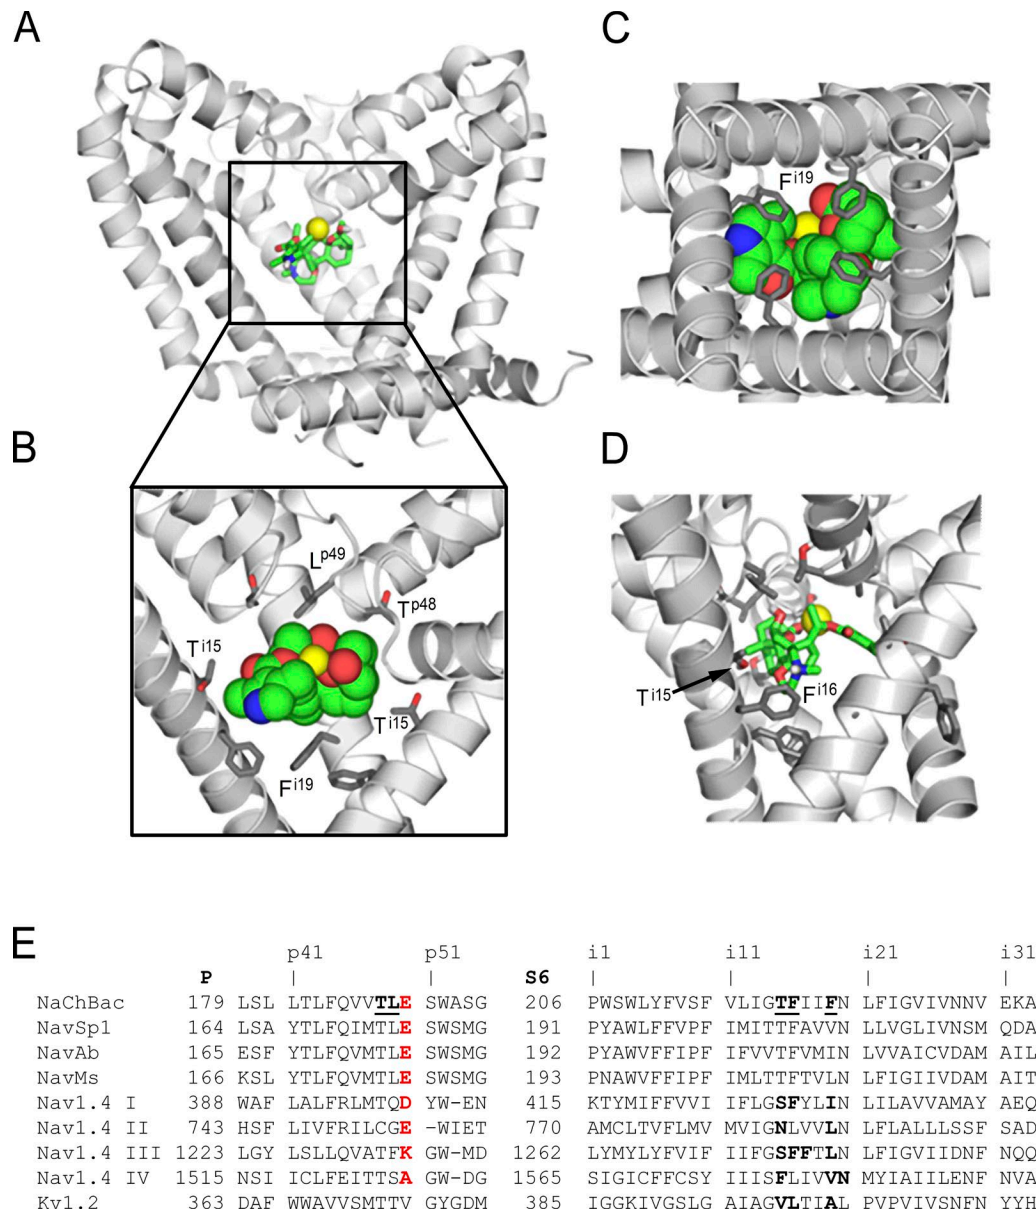 A
C
F i19
B
D
L p49
T p48
T i15
T i15
F i19
T i15
F i16
E
p41 p51 i1 i11 i21 i31
P S6
NaChBac 179 LSL LTLFQVVTLE SWASG 206 PWSWLYFVSF VLIGTFIIFN LFIGVIVNNV EKA
NavSp1 164 LSA YTLFQIMTLE SWSMG 191 PYAWLFFVPF IMITTFAVVN LLVGLIVNSM QDA
NavAb 165 ESF YTLFQVMTLE SWSMG 192 PYAWVFFIPF IFVVTFVMIN LVVAICVDAM AIL
NavMs 166 KSL YTLFQVMTLE SWSMG 193 PNAWVFFIPF IMLTTFTVLN LFIGIIVDAM AIT
Nav1.4 I 388 WAF LALFRLMTQD YW-EN 415 KTYMIFFVVI IFLGSFYLIN LILAVVAMAY AEQ
Nav1.4 II 743 HSF LIVFRILCGE -WIET 770 AMCLTVFLMV MVIGNLVVLN LFLALLLSSF SAD
Nav1.4 III 1223 LGY LSLLQVATFK GW-MD 1262 LYMYLYFVIF IIFGSFFTLN LFIGVIIDNF NQQ
Nav1.4 IV 1515 NSI ICLFEITTSA GW-DG 1565 SIGICFFCSY IIISFLIVVN MYIAIILENF NVA
Kv1.2 363 DAF WWAVVSMTTV GYGDM 385 IGGKIVGSLC AIAGVLTIAL PVPVIVSNFN YYH